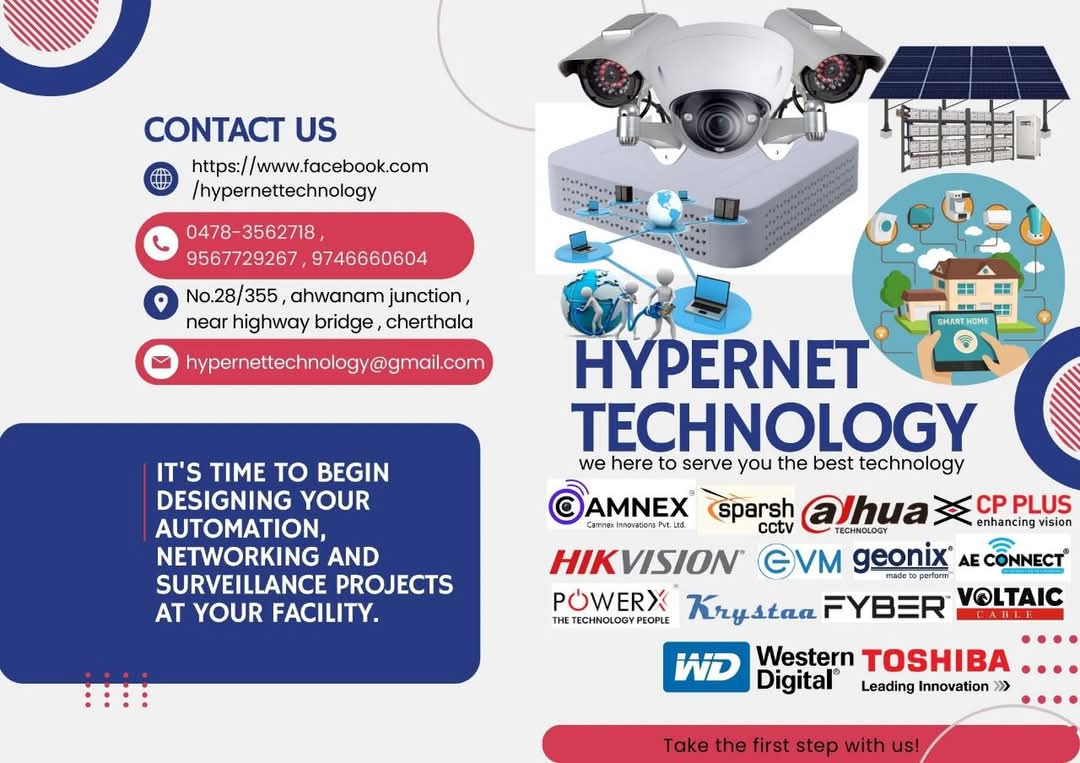 CONTACT US
https://www.facebook.com
/hypernettechnology
0478-3562718 ,
9567729267 , 9746660604
No.28/355 , ahwanam junction ,
near highway bridge , cherthala
hypernettechnology@gmail.com
IT'S TIME TO BEGIN
DESIGNING YOUR
AUTOMATION,
NETWORKING AND
SURVEILLANCE PROJECTS
AT YOUR FACILITY.
SMART HOME
HYPERNET
TECHNOLOGY
we here to serve you the best technology
CAMNEX®
Camnex Innovations Pvt. Ltd.
sparsh
cctv
alhua
TECHNOLOGY
CP PLUS
enhancing vision
HIKVISION®
EVM
geonix®
made to perform
AE CONNECT®
POWERX®
THE TECHNOLOGY PEOPLE
Krystaa
FYBER™
VOLTAIC
CABLE
WD
Western
Digital®
TOSHIBA
Leading Innovation >>>
Take the first step with us!